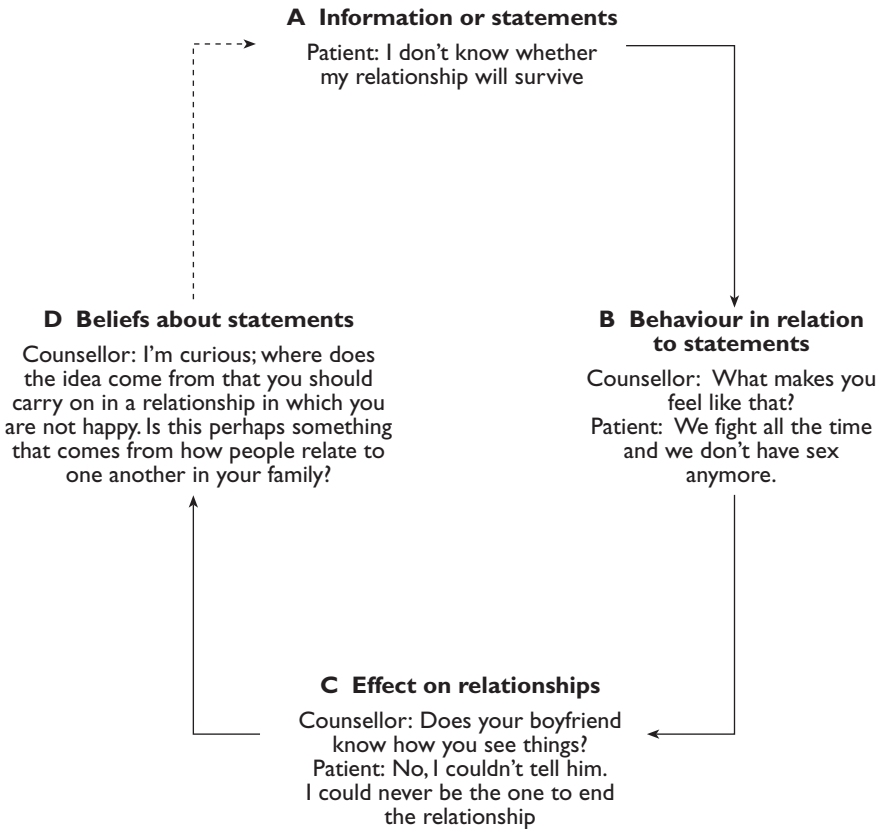 A Information or statements
Patient: I don’t know whether
my relationship will survive
D Beliefs about statements
Counsellor: I’m curious; where does
the idea come from that you should
carry on in a relationship in which you
are not happy. Is this perhaps something
that comes from how people relate to
one another in your family?
B Behaviour in relation
to statements
Counsellor: What makes you
feel like that?
Patient: We fight all the time
and we don’t have sex
anymore.
C Effect on relationships
Counsellor: Does your boyfriend
know how you see things?
Patient: No, I couldn’t tell him.
I could never be the one to end
the relationship